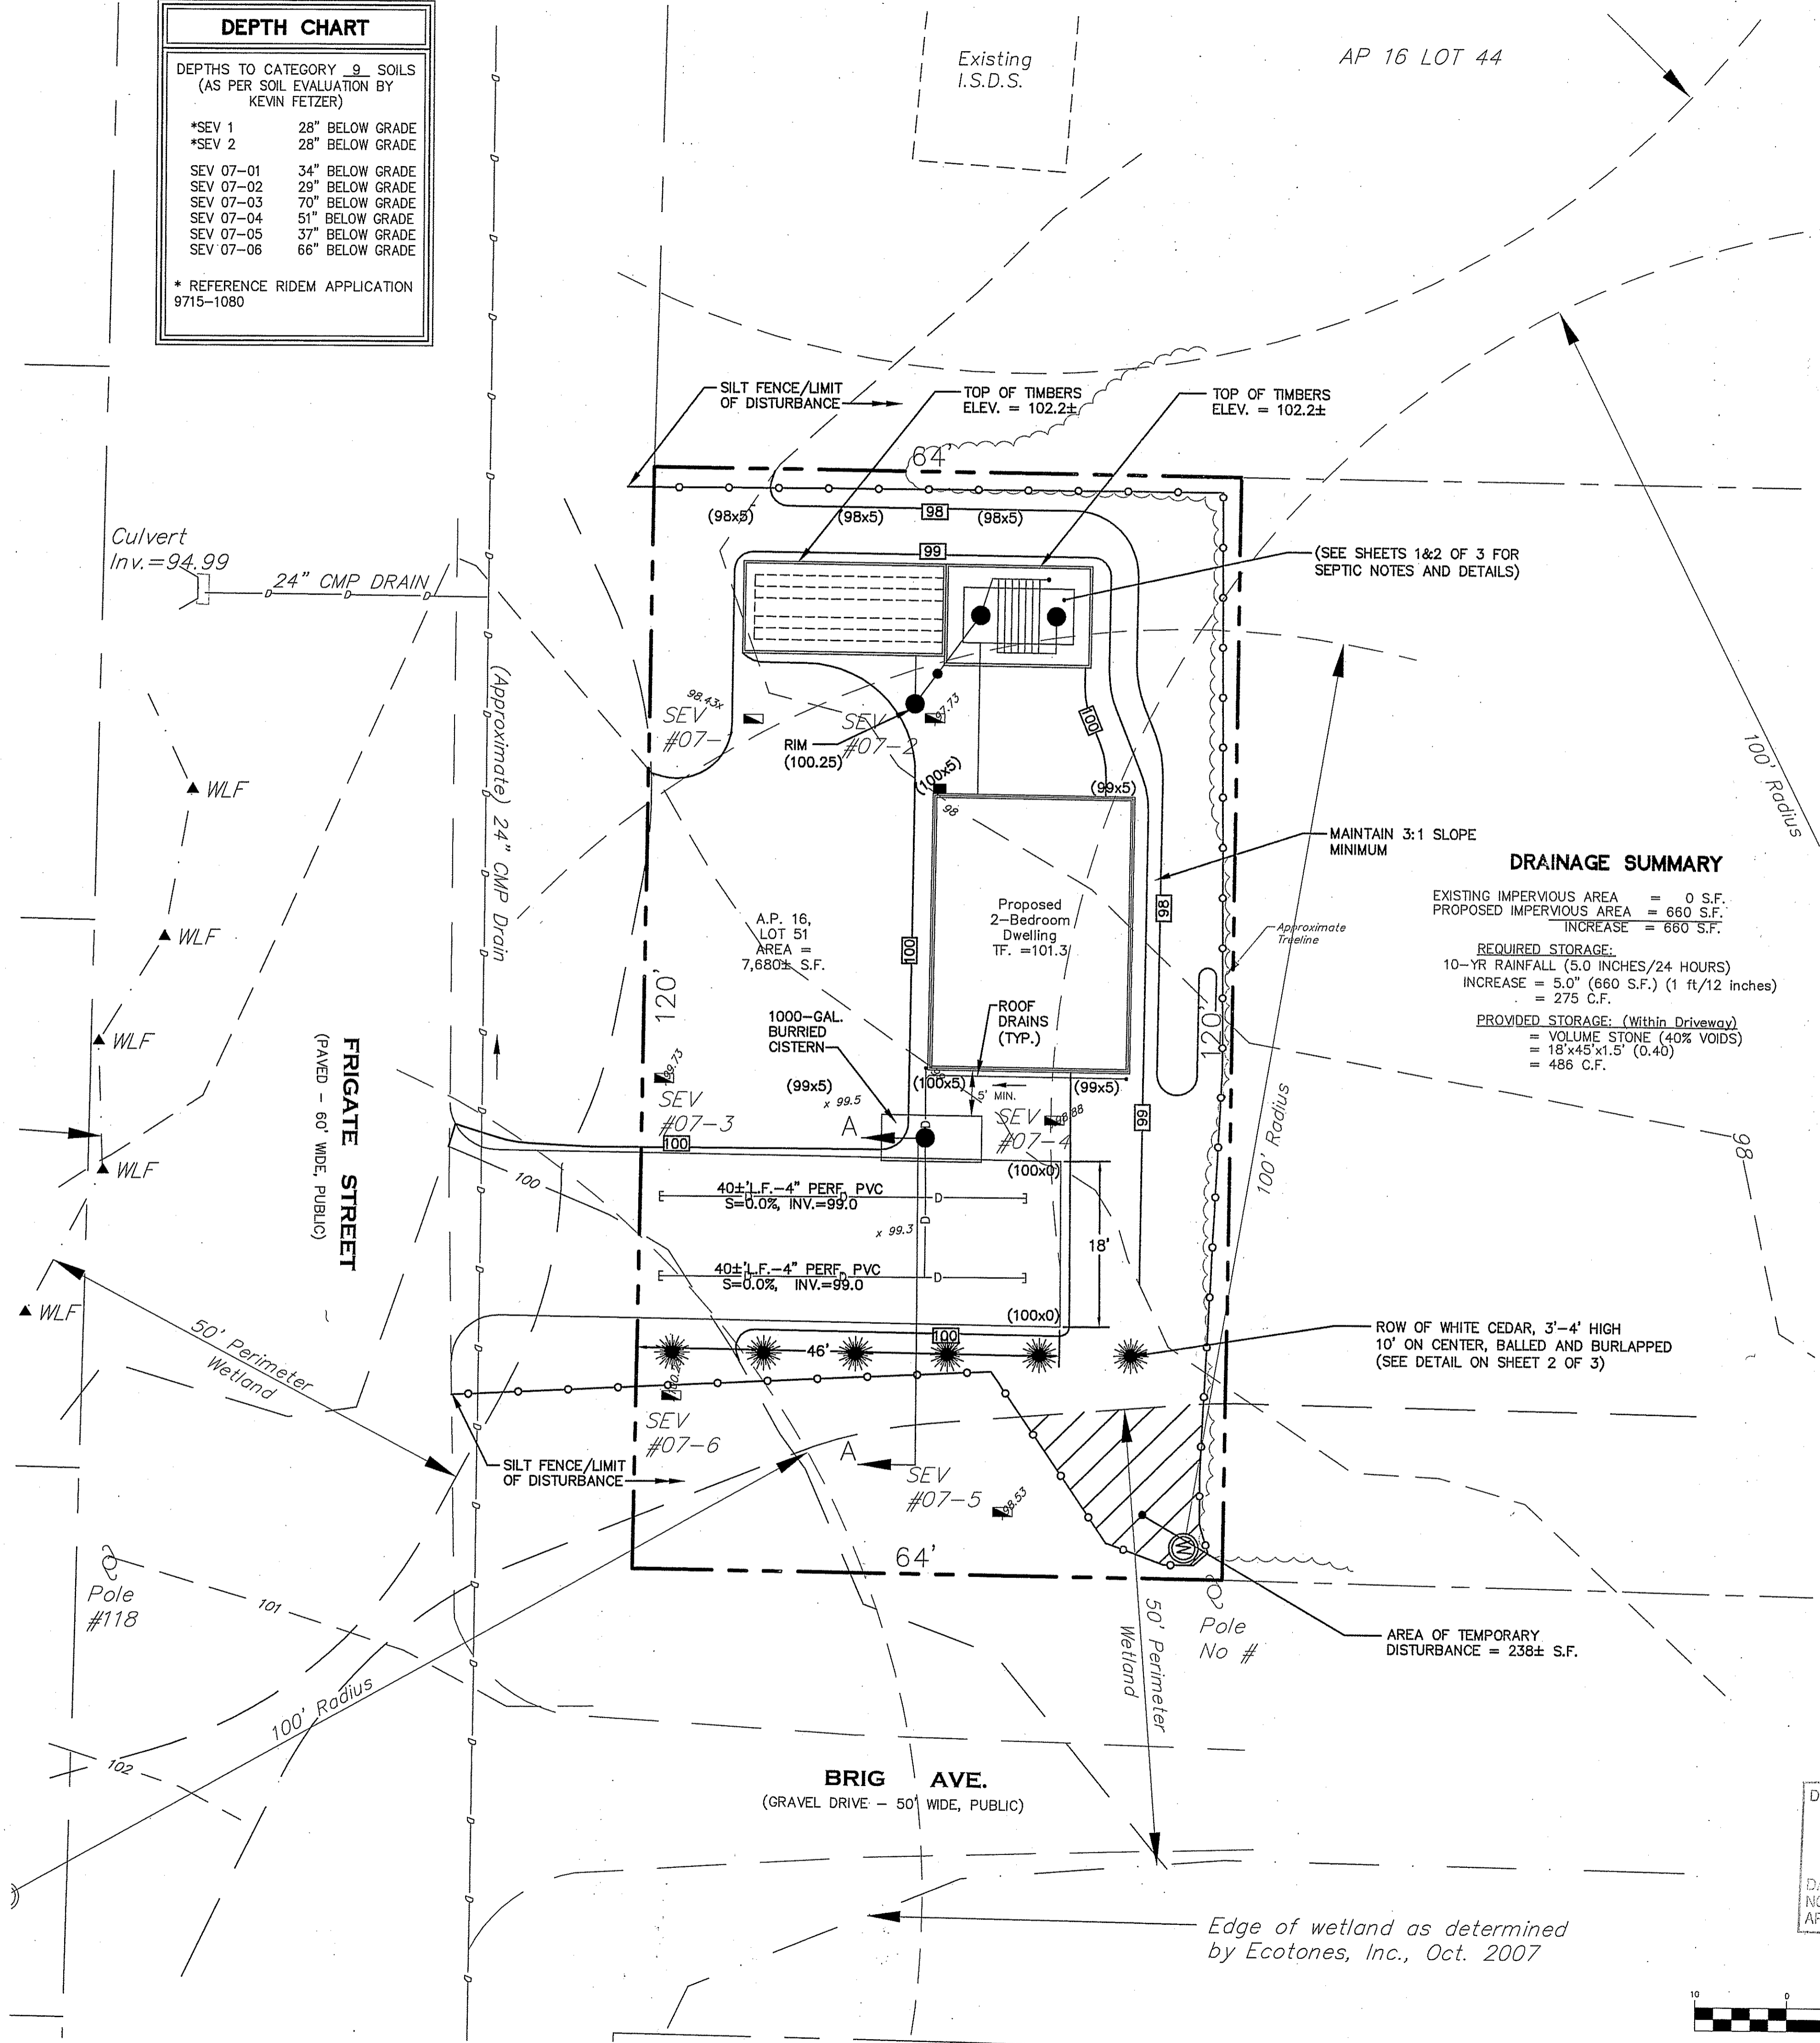 DEPTH CHART
DEPTHS TO CATEGORY 9 SOILS
(AS PER SOIL EVALUATION BY
KEVIN FETZER)
*SEV 1 28" BELOW GRADE
*SEV 2 28" BELOW GRADE
SEV 07-01 34" BELOW GRADE
SEV 07-02 29" BELOW GRADE
SEV 07-03 70" BELOW GRADE
SEV 07-04 51" BELOW GRADE
SEV 07-05 37" BELOW GRADE
SEV 07-06 66" BELOW GRADE
* REFERENCE RIDEM APPLICATION
9715-1080
Existing
I.S.D.S.
AP 16 LOT 44
SILT FENCE/LIMIT
OF DISTURBANCE
TOP OF TIMBERS
ELEV. = 102.2±
TOP OF TIMBERS
ELEV. = 102.2±
64'
(98x5)
(98x5)
98
(98x5)
99
Culvert
Inv.=94.99
24" CMP DRAIN
D
D
D
(SEE SHEETS 1&2 OF 3 FOR
SEPTIC NOTES AND DETAILS)
(Approximate) 24" CMP Drain
98.43x
SEV
#07-
SEV
#07-2
97.73
RIM
(100.25)
100
(100x5)
(99x5)
98
100' Radius
WLF
WLF
WLF
WLF
WLF
MAINTAIN 3:1 SLOPE
MINIMUM
DRAINAGE SUMMARY
EXISTING IMPERVIOUS AREA = 0 S.F.
PROPOSED IMPERVIOUS AREA = 660 S.F.
INCREASE = 660 S.F.
REQUIRED STORAGE:
10-YR RAINFALL (5.0 INCHES/24 HOURS)
INCREASE = 5.0" (660 S.F.) (1 ft/12 inches)
= 275 C.F.
PROVIDED STORAGE: (Within Driveway)
= VOLUME STONE (40% VOIDS)
= 18'x45'x1.5' (0.40)
= 486 C.F.
Proposed
2-Bedroom
Dwelling
TF. =101.3
A.P. 16,
LOT 51
AREA =
7,680± S.F.
100
98
Approximate
Treeline
120'
120'
1000-GAL.
BURRIED
CISTERN
ROOF
DRAINS
(TYP.)
FRIGATE STREET
(PAVED - 60' WIDE, PUBLIC)
99.73
SEV
#07-3
(99x5)
x 99.5
(100x5)
5' MIN.
(99x5)
SEV
#07-4
98.88
99
A
100
100
(100x0)
40±'L.F.-4" PERF. PVC
S=0.0%, INV.=99.0
x 99.3
18'
40±'L.F.-4" PERF. PVC
S=0.0%, INV.=99.0
(100x0)
100
46'
100' Radius
98
ROW OF WHITE CEDAR, 3'-4' HIGH
10' ON CENTER, BALLED AND BURLAPPED
(SEE DETAIL ON SHEET 2 OF 3)
50' Perimeter
Wetland
SEV
#07-6
SILT FENCE/LIMIT
OF DISTURBANCE
A
SEV
#07-5
98.53
W
64'
Pole
#118
101
Pole
No #
50' Perimeter
Wetland
AREA OF TEMPORARY
DISTURBANCE = 238± S.F.
100' Radius
102
BRIG AVE.
(GRAVEL DRIVE - 50' WIDE, PUBLIC)
Edge of wetland as determined
by Ecotones, Inc., Oct. 2007
10
0